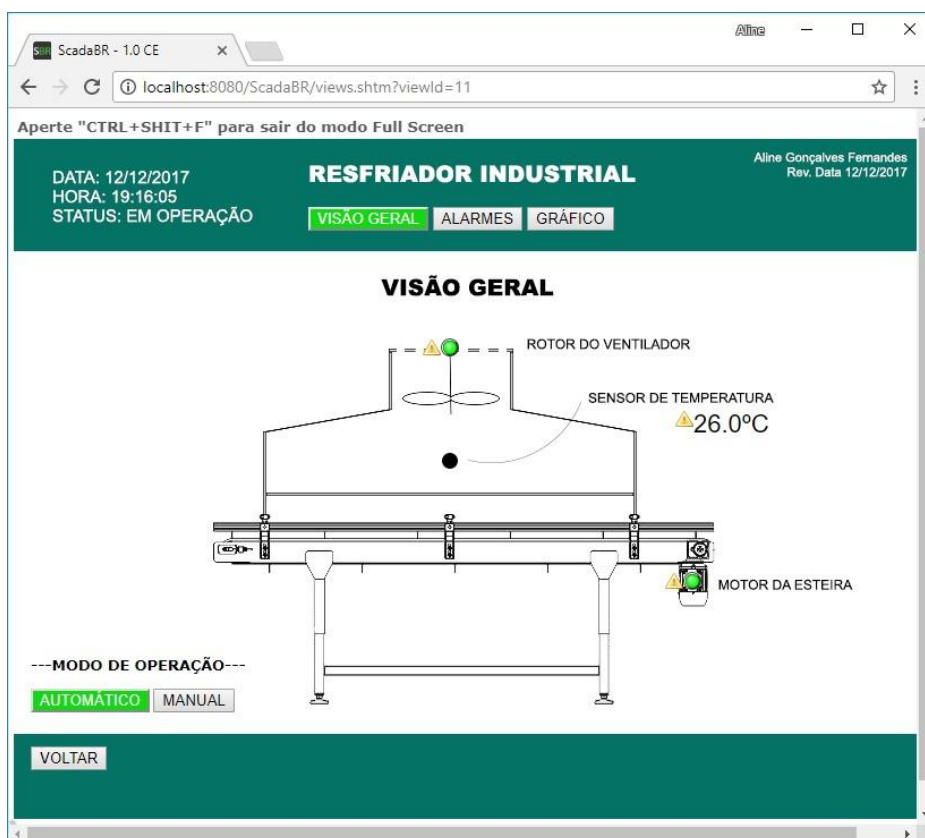 Aline
SBR ScadaBR - 1.0 CE
localhost:8080/ScadaBR/views.shtm?viewId=11
Aperte "CTRL+SHIT+F" para sair do modo Full Screen
Aline Gonçalves Fernandes
Rev. Data 12/12/2017
DATA: 12/12/2017
HORA: 19:16:05
STATUS: EM OPERAÇÃO
RESFRIADOR INDUSTRIAL
VISÃO GERAL ALARMES GRÁFICO
VISÃO GERAL
ROTOR DO VENTILADOR
SENSOR DE TEMPERATURA
26.0ºC
MOTOR DA ESTEIRA
---MODO DE OPERAÇÃO---
AUTOMÁTICO MANUAL
VOLTAR